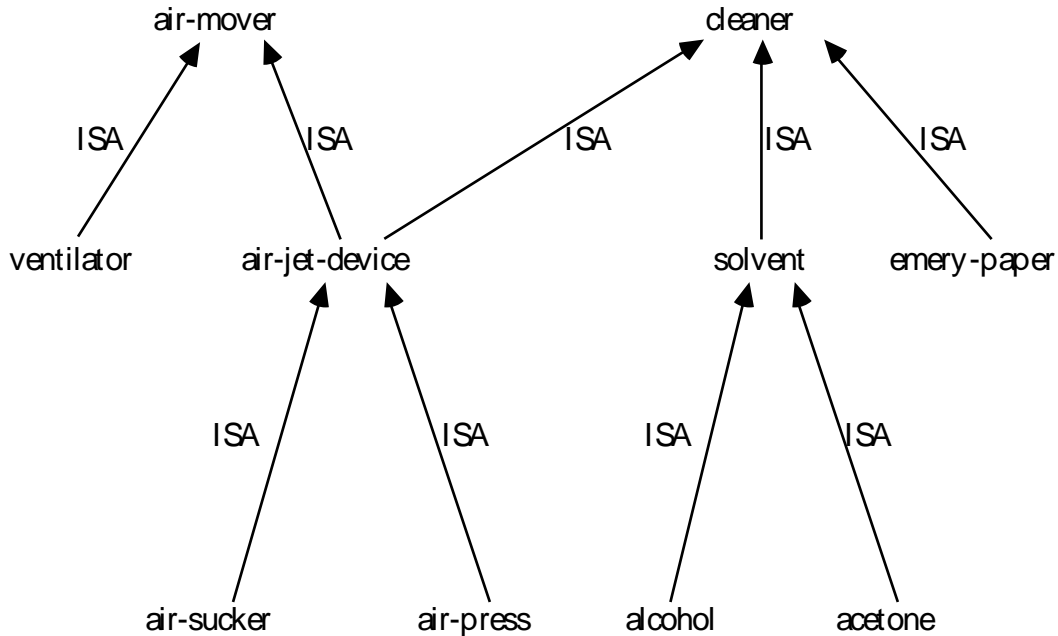 air-mover cleaner
ISA ISA ISA ISA ISA
ventilator air-jet-device solvent emery-paper
ISA ISA ISA ISA
air-sucker air-press alcohol acetone